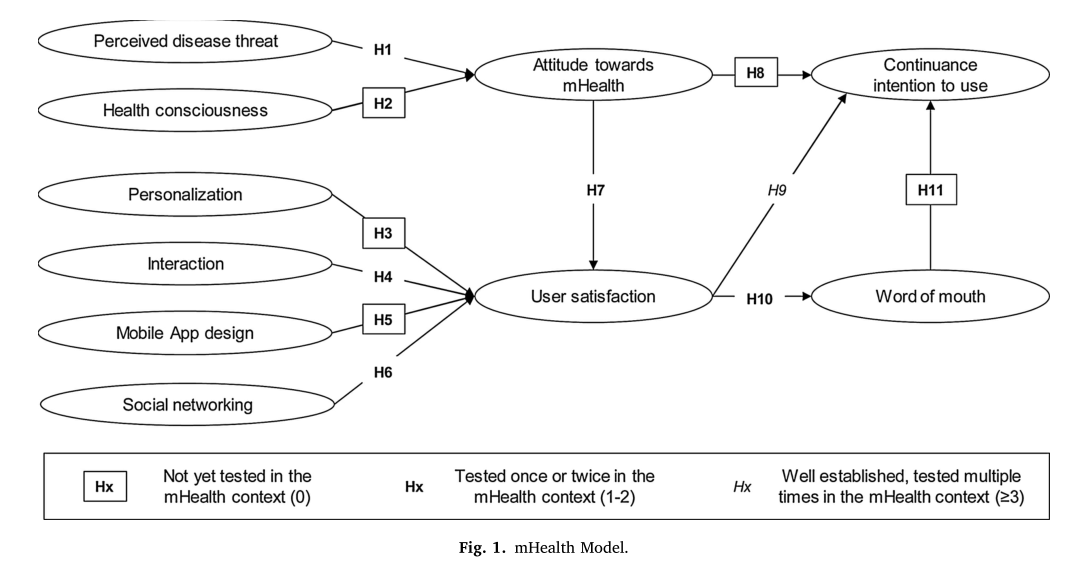 Perceived disease threat
H1
Health consciousness
H2
Attitude towards
mHealth
H8
Continuance
intention to use
Personalization
H3
Interaction
H4
Mobile App design
H5
Social networking
H6
H7
H9
H11
User satisfaction
H10
Word of mouth
Hx
Not yet tested in the
mHealth context (0)
Hx
Tested once or twice in the
mHealth context (1-2)
Hx
Well established, tested multiple
times in the mHealth context (≥3)
Fig. 1. mHealth Model.